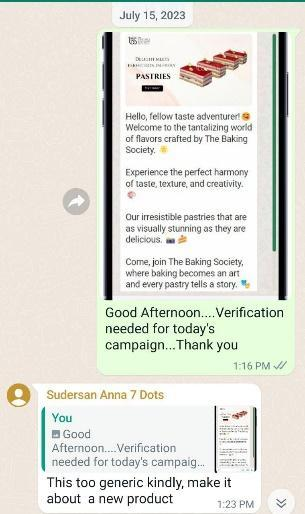 July 15, 2023
DELIGHT MEETS
PASTRIES
Hello, fellow taste adventurer! 😋
Welcome to the tantalizing world
of flavors crafted by The Baking
Society. ☀️
Experience the perfect harmony
of taste, texture, and creativity.
Our irresistible pastries that are
as visually stunning as they are
delicious. 📷 🍰
Come, join The Baking Society,
where baking becomes an art
and every pastry tells a story. 🎭
Good Afternoon....Verification
needed for today's
campaign...Thank you
1:16 PM
Sudersan Anna 7 Dots
You
Good
Afternoon....Verification
needed for today's campaig...
This too generic kindly, make it
about a new product
1:23 PM